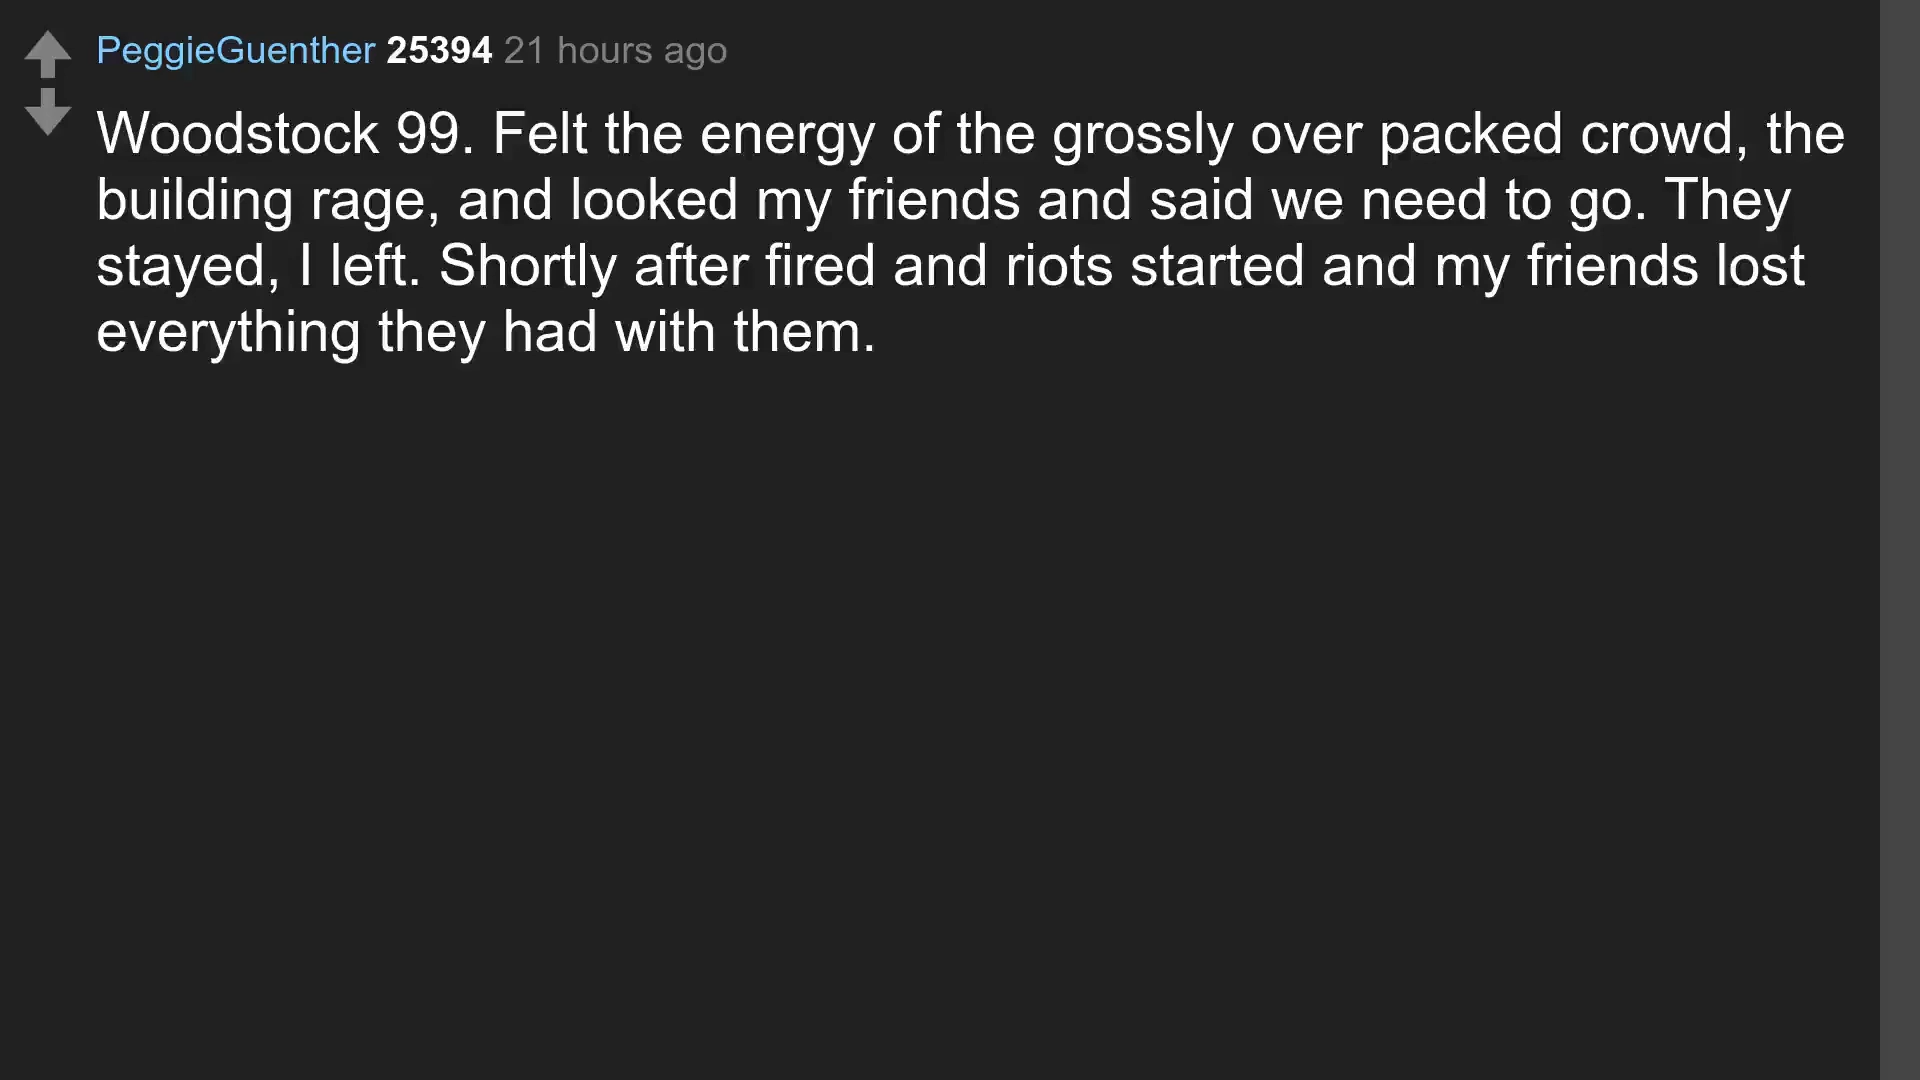 PeggieGuenther 25394 21 hours ago
Woodstock 99. Felt the energy of the grossly over packed crowd, the
building rage, and looked my friends and said we need to go. They
stayed, I left. Shortly after fired and riots started and my friends lost
everything they had with them.